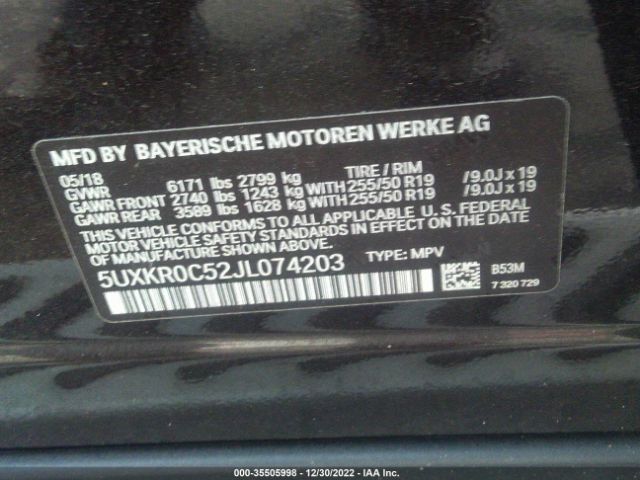 MFD BY BAYERISCHE MOTOREN WERKE AG
05/18 TIRE / RIM
GVWR 6171 lbs 2799 kg
GAWR FRONT 2740 lbs 1243 kg WITH 255/50 R19 /9.0J x 19
GAWR REAR 3589 lbs 1628 kg WITH 255/50 R19 /9.0J x 19
THIS VEHICLE CONFORMS TO ALL APPLICABLE U. S. FEDERAL
MOTOR VEHICLE SAFETY STANDARDS IN EFFECT ON THE DATE
OF MANUFACTURE SHOWN ABOVE.
5UXKR0C52JL074203 TYPE: MPV
B53M
7 320 729
000-35505998 - 12/30/2022 - IAA Inc.